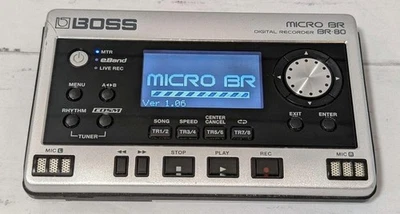 BOSS
MICRO BR
DIGITAL RECORDER BR-80
MTR
eBand
LIVE REC
MICRO BR
Ver 1.06
MENU
A↔B
RHYTHM
TUNER
SONG
SPEED
CENTER CANCEL
TR1/2
TR3/4
TR5/6
TR7/8
EXIT
ENTER
MIC L
STOP
PLAY
REC
MIC R